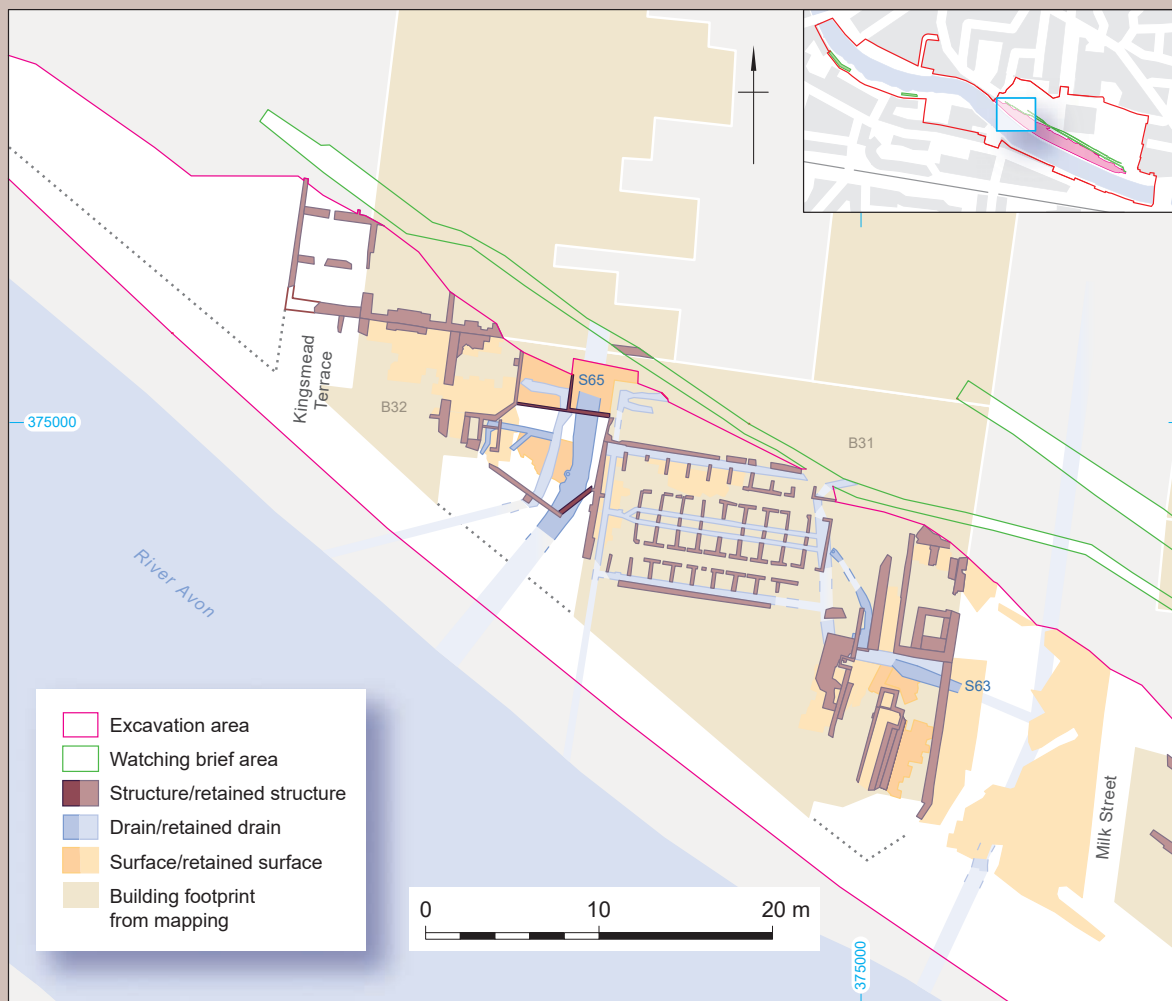 S65
Kingsmead
Terrace
B32
375000
B31
River Avon
S63
Milk Street
Excavation area
Watching brief area
Structure/retained structure
Drain/retained drain
Surface/retained surface
Building footprint
from mapping
0 10 20 m
375000